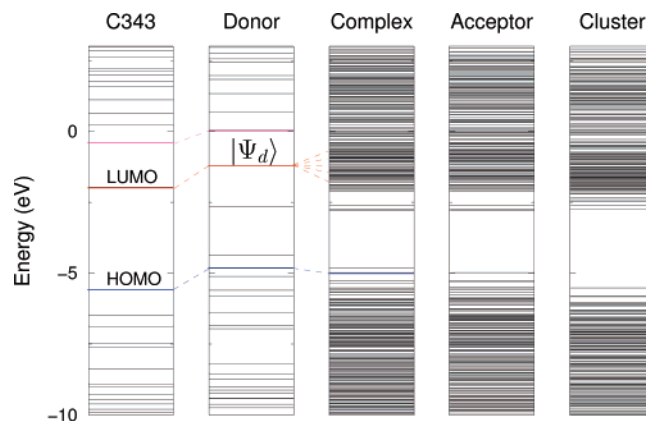 C343 Donor Complex Acceptor Cluster
0
|Ψd⟩
LUMO
Energy (eV)
−5
HOMO
−10